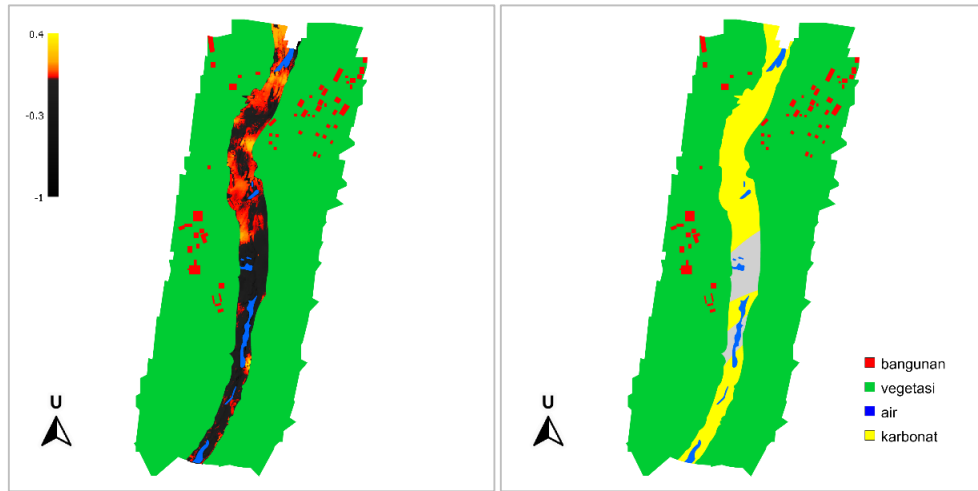 0.4
-0.3
-1
U
U
bangunan
vegetasi
air
karbonat